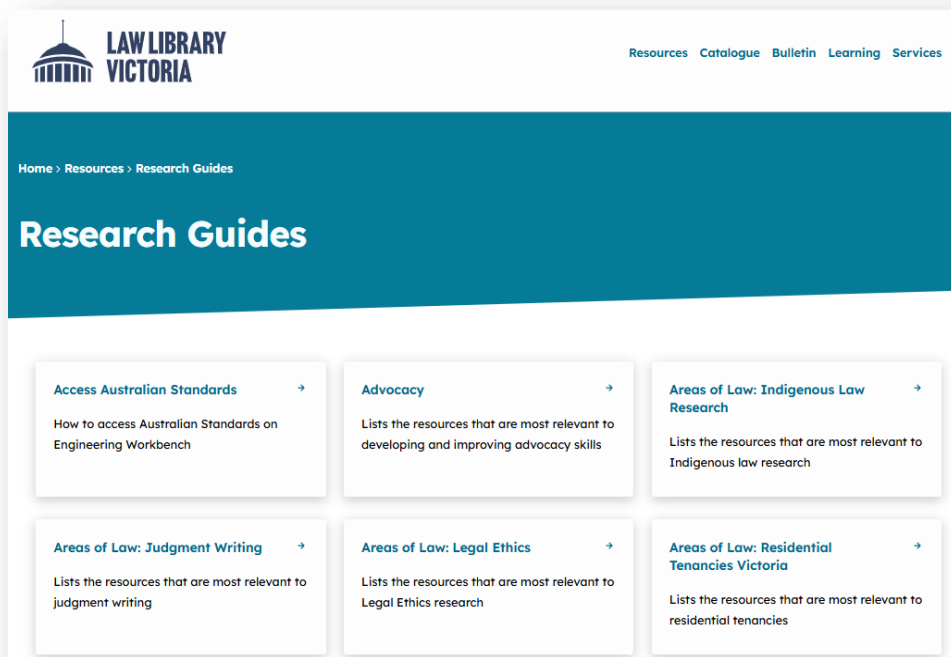 LAW LIBRARY
VICTORIA
Resources Catalogue Bulletin Learning Services
Home > Resources > Research Guides
Research Guides
Access Australian Standards →
How to access Australian Standards on
Engineering Workbench
Advocacy →
Lists the resources that are most relevant to
developing and improving advocacy skills
Areas of Law: Indigenous Law →
Research
Lists the resources that are most relevant to
Indigenous law research
Areas of Law: Judgment Writing →
Lists the resources that are most relevant to
judgment writing
Areas of Law: Legal Ethics →
Lists the resources that are most relevant to
Legal Ethics research
Areas of Law: Residential →
Tenancies Victoria
Lists the resources that are most relevant to
residential tenancies